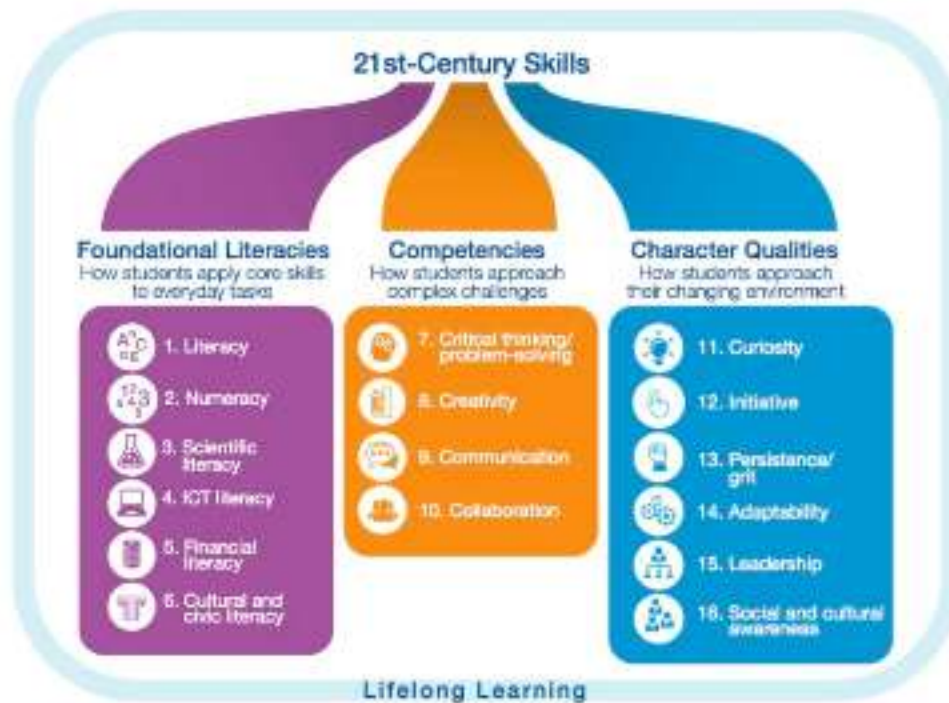 21st-Century Skills
Foundational Literacies
How students apply core skills
to everyday tasks
1. Literacy
2. Numeracy
3. Scientific
literacy
4. ICT literacy
5. Financial
literacy
6. Cultural and
civic literacy
Competencies
How students approach
complex challenges
7. Critical thinking/
problem-solving
8. Creativity
9. Communication
10. Collaboration
Character Qualities
How students approach
their changing environment
11. Curiosity
12. Initiative
13. Persistance/
grit
14. Adaptability
15. Leadership
16. Social and cultural
awareness
Lifelong Learning